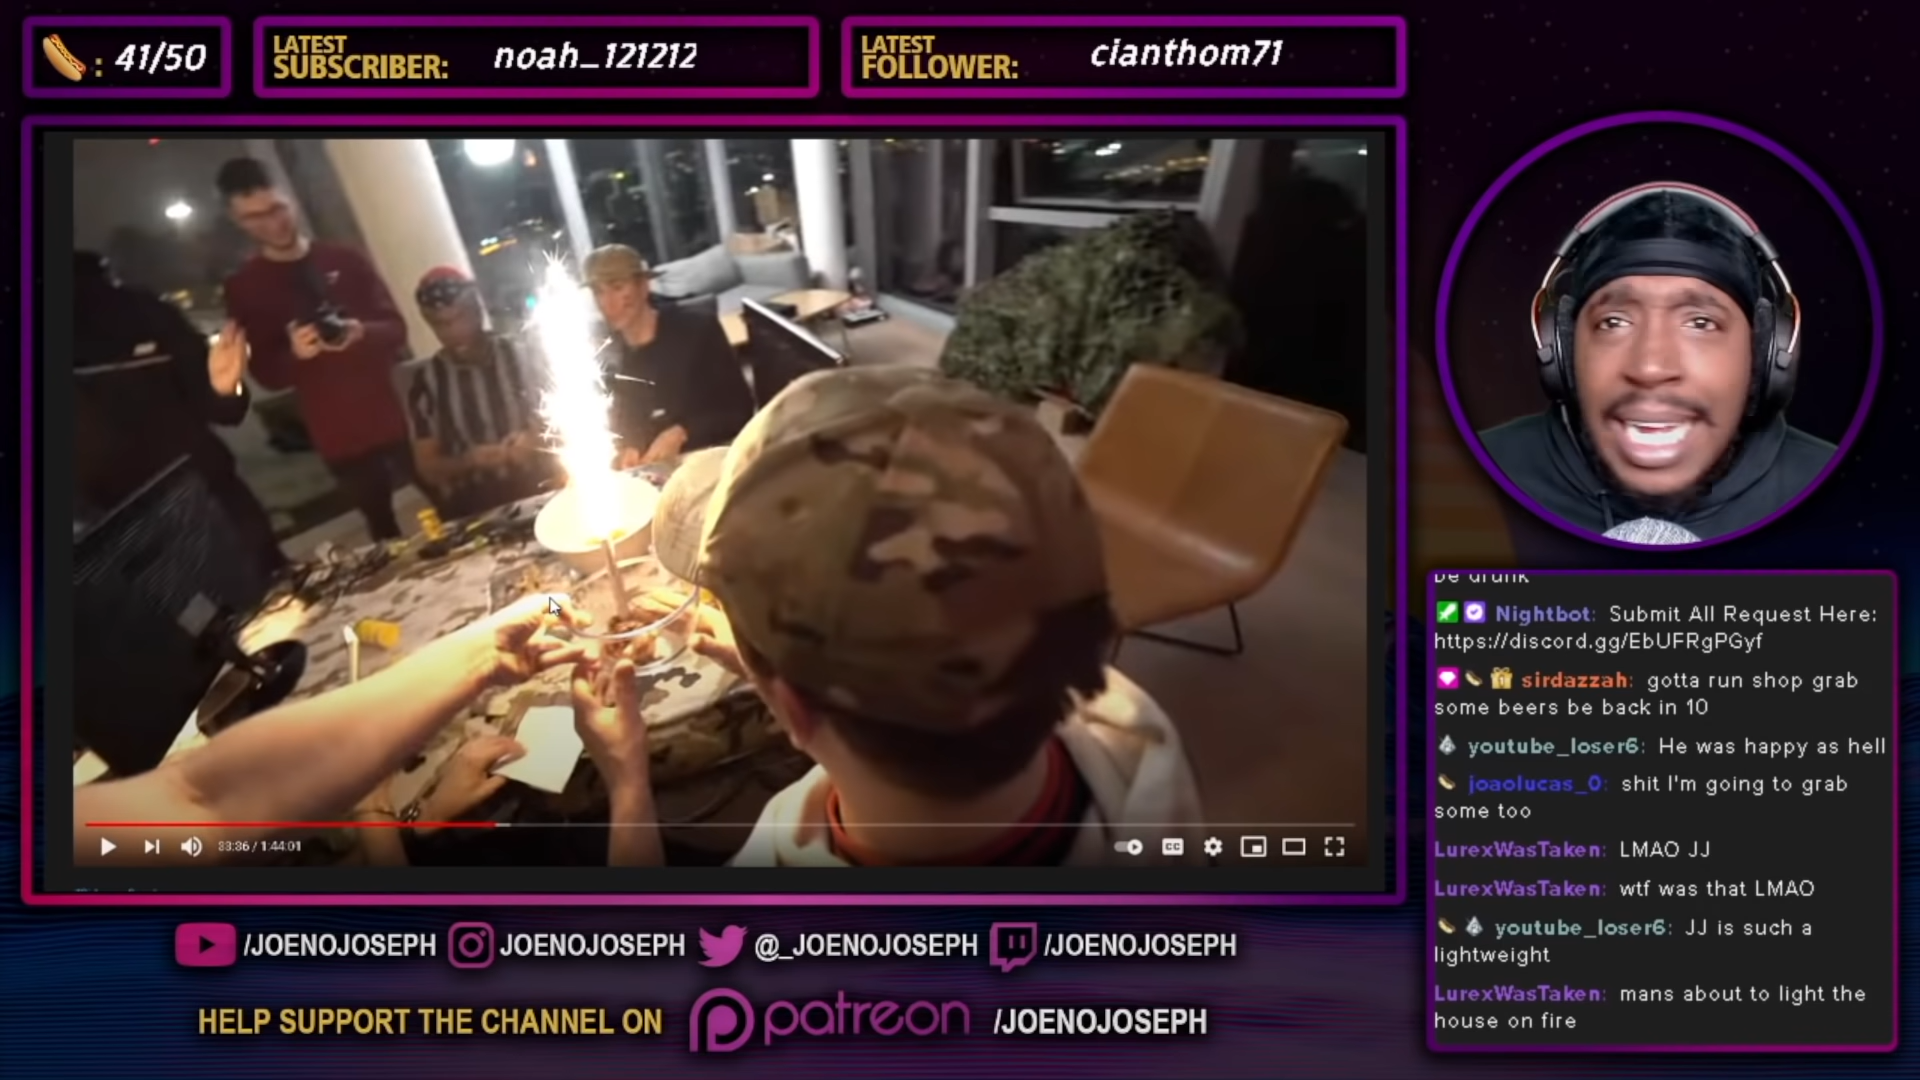 : 41/50
LATEST SUBSCRIBER: noah_121212
LATEST FOLLOWER: cianthom71
33:36 / 1:44:01
CC
Nightbot: Submit All Request Here:
https://discord.gg/EbUFRgPGyf
sirdazzah: gotta run shop grab
some beers be back in 10
youtube_loser6: He was happy as hell
joaolucas_0: shit I'm going to grab
some too
LurexWasTaken: LMAO JJ
LurexWasTaken: wtf was that LMAO
youtube_loser6: JJ is such a
lightweight
LurexWasTaken: mans about to light the
house on fire
/JOENOJOSEPH JOENOJOSEPH @_JOENOJOSEPH /JOENOJOSEPH
HELP SUPPORT THE CHANNEL ON patreon /JOENOJOSEPH